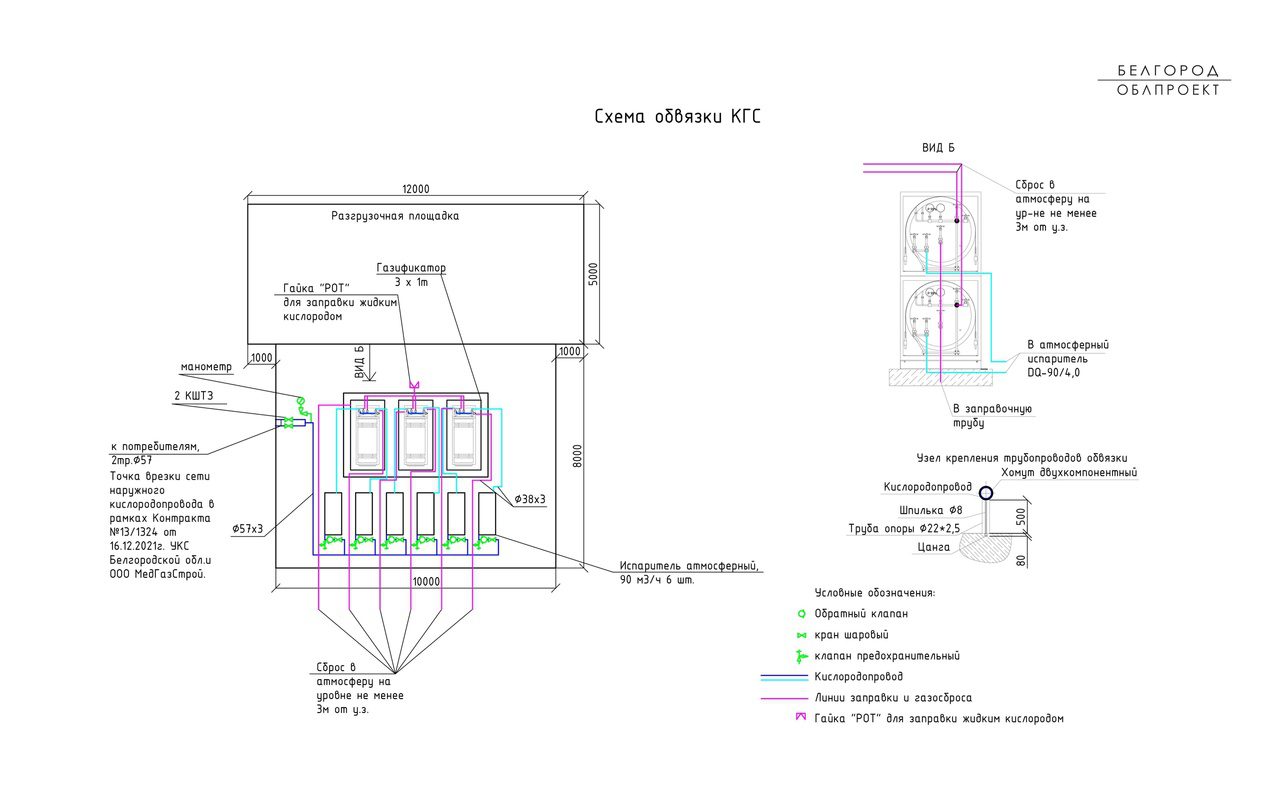 БЕЛГОРОД
ОБЛПРОЕКТ
Схема обвязки КГС
12000
Разгрузочная площадка
5000
Газификатор
3 х 1т
Гайка "РОТ"
для заправки жидким
кислородом
1000
1000
ВИД Б
манометр
2 КШТЗ
к потребителям,
2тр.Ф57
Точка врезки сети
наружного
кислородопровода в
рамках Контракта
№13/1324 от
16.12.2021г. УКС
Белгородской обл.и
ООО МедГазСтрой.
8000
Ф38х3
Ф57х3
10000
Испаритель атмосферный,
90 м3/ч 6 шт.
Сброс в
атмосферу на
уровне не менее
3м от у.з.
ВИД Б
Сброс в
атмосферу на
ур-не не менее
3м от у.з.
В атмосферный
испаритель
DQ-90/4,0
В заправочную
трубу
Узел крепления трубопроводов обвязки
Хомут двухкомпонентный
Кислородопровод
Шпилька Ф8
Труба опоры Ф22*2,5
Цанга
500
80
Условные обозначения:
Обратный клапан
кран шаровый
клапан предохранительный
Кислородопровод
Линии заправки и газосброса
Гайка "РОТ" для заправки жидким кислородом